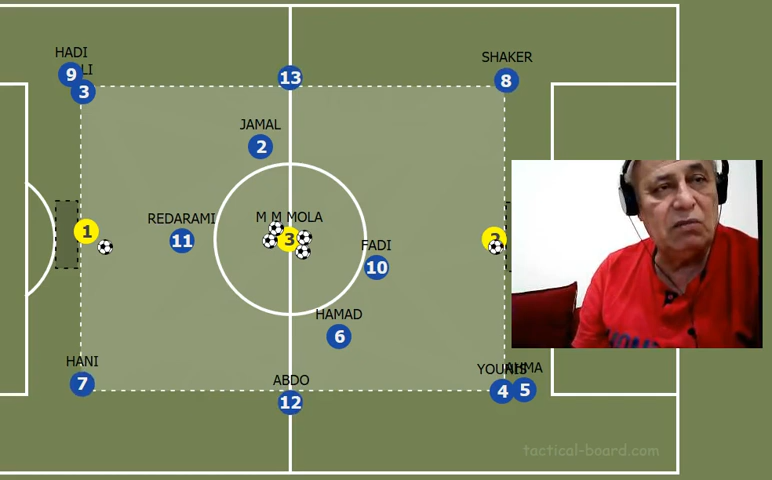 HADI
9
LI
3
13
SHAKER
8
JAMAL
2
1
REDARAMI
11
M M MOLA
3
FADI
10
HAMAD
6
HANI
7
ABDO
12
4
5
tactical-board.com